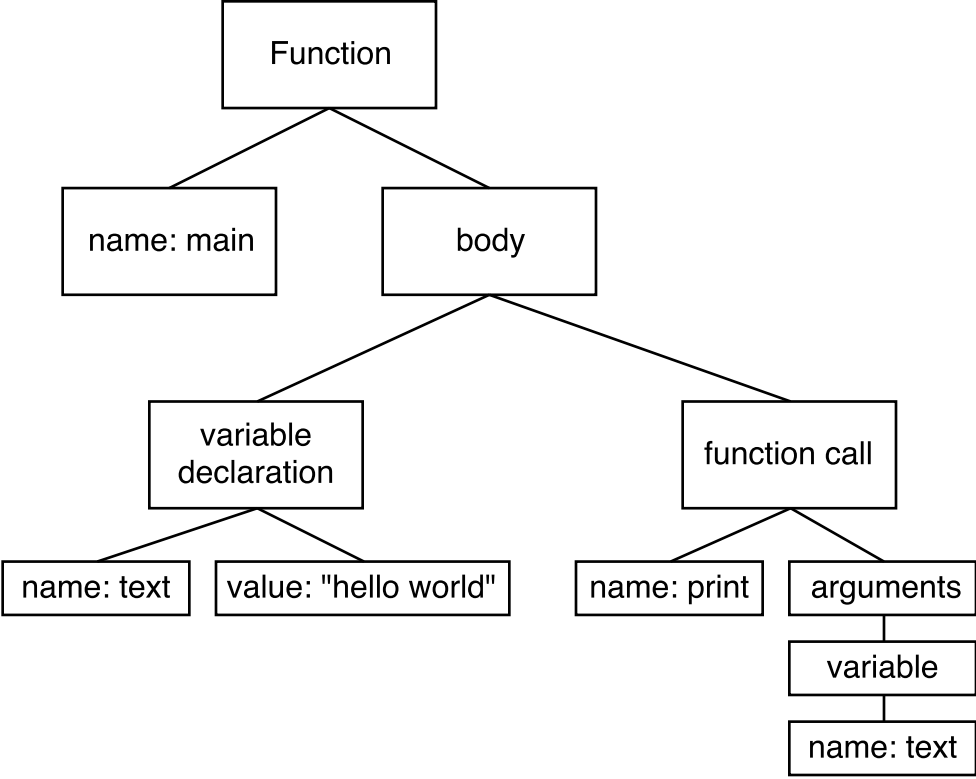 Function
name: main
body
variable
declaration
function call
name: text
value: "hello world"
name: print
arguments
variable
name: text